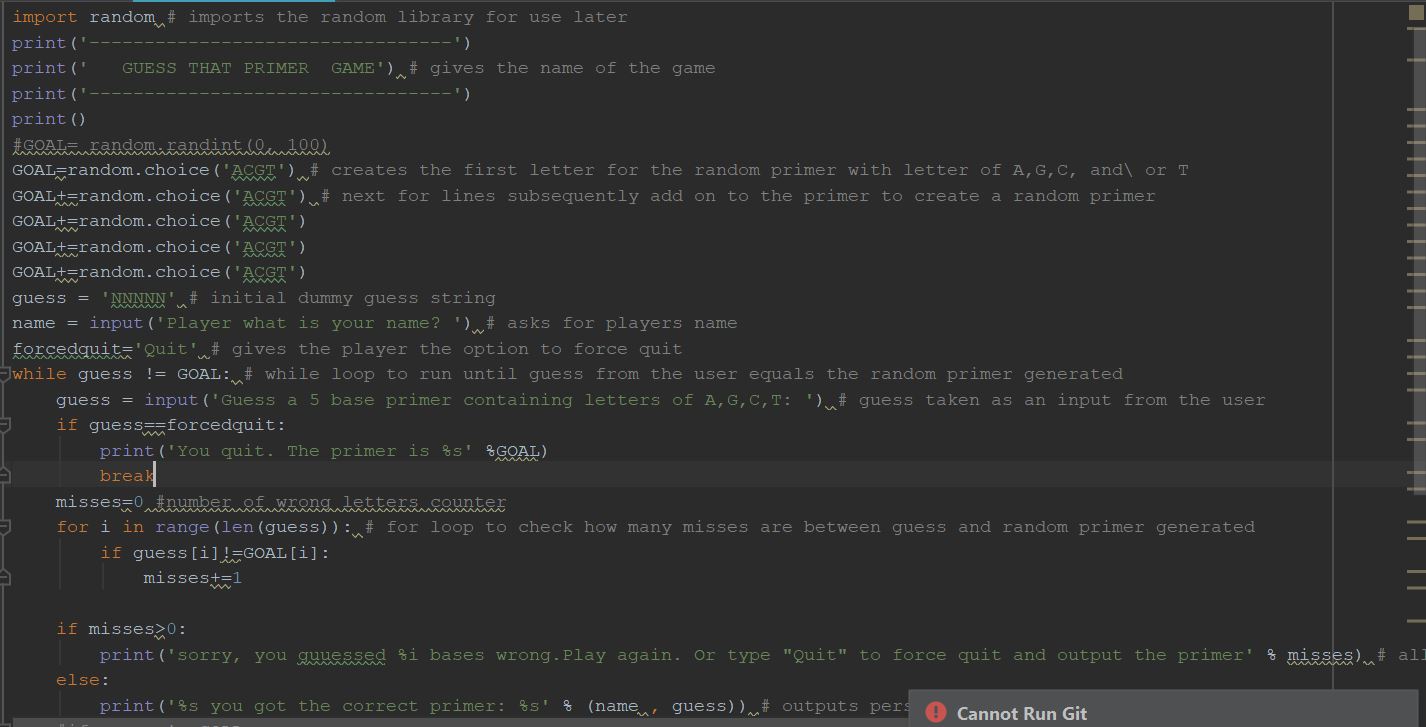 import random # imports the random library for use later
print('---------------------------------')
print('   GUESS THAT PRIMER  GAME') # gives the name of the game
print('---------------------------------')
print()
#GOAL= random.randint(0, 100)
GOAL=random.choice('ACGT') # creates the first letter for the random primer with letter of A,G,C, and\ or T
GOAL+=random.choice('ACGT') # next for lines subsequently add on to the primer to create a random primer
GOAL+=random.choice('ACGT')
GOAL+=random.choice('ACGT')
GOAL+=random.choice('ACGT')
guess = 'NNNNN' # initial dummy guess string
name = input('Player what is your name? ') # asks for players name
forcedquit='Quit' # gives the player the option to force quit
while guess != GOAL: # while loop to run until guess from the user equals the random primer generated
    guess = input('Guess a 5 base primer containing letters of A,G,C,T: ') # guess taken as an input from the user
    if guess==forcedquit:
        print('You quit. The primer is %s' %GOAL)
        break
    misses=0 #number of wrong letters counter
    for i in range(len(guess)): # for loop to check how many misses are between guess and random primer generated
        if guess[i]!=GOAL[i]:
            misses+=1
    if misses>0:
        print('sorry, you guuessed %i bases wrong.Play again. Or type "Quit" to force quit and output the primer' % misses) # all
    else:
        print('%s you got the correct primer: %s' % (name , guess)) # outputs pers
Cannot Run Git